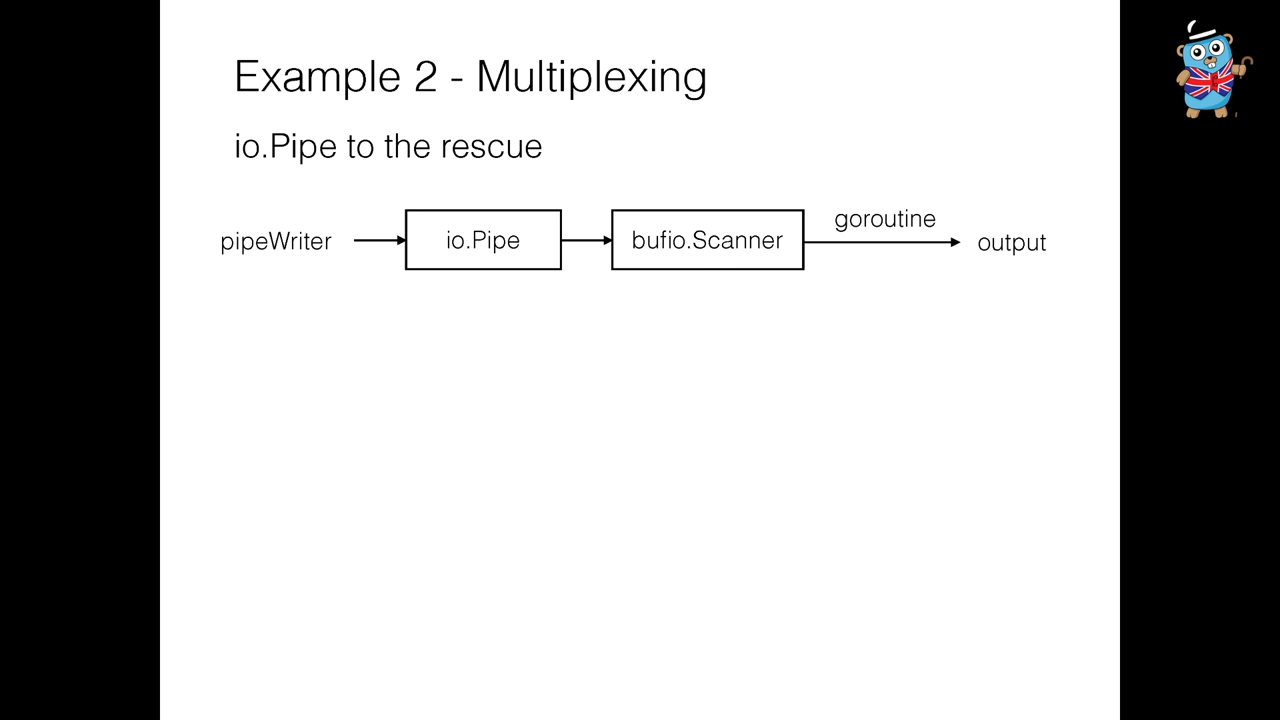 Example 2 - Multiplexing
io.Pipe to the rescue
goroutine
pipeWriter
io.Pipe
bufio.Scanner
output